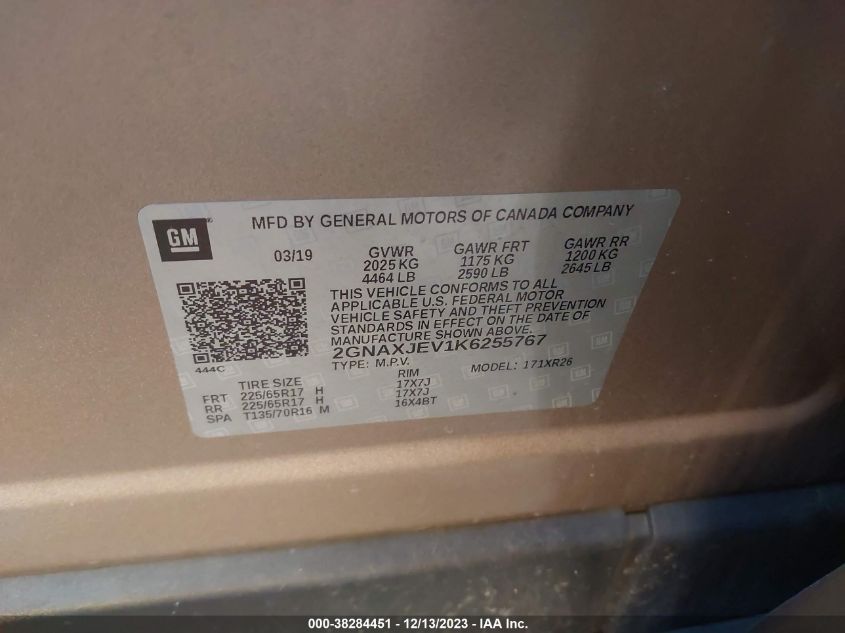 GM
MFD BY GENERAL MOTORS OF CANADA COMPANY
03/19 GVWR GAWR FRT GAWR RR
2025 KG 1175 KG 1200 KG
4464 LB 2590 LB 2645 LB
THIS VEHICLE CONFORMS TO ALL
APPLICABLE U.S. FEDERAL MOTOR
VEHICLE SAFETY AND THEFT PREVENTION
STANDARDS IN EFFECT ON THE DATE OF
MANUFACTURE SHOWN ABOVE.
2GNAXJEV1K6255767
444C
TYPE: M.P.V. MODEL: 171XR26
TIRE SIZE RIM
FRT 225/65R17 H 17X7J
RR 225/65R17 H 17X7J
SPA T135/70R16 M 16X4BT
000-38284451 - 12/13/2023 - IAA Inc.